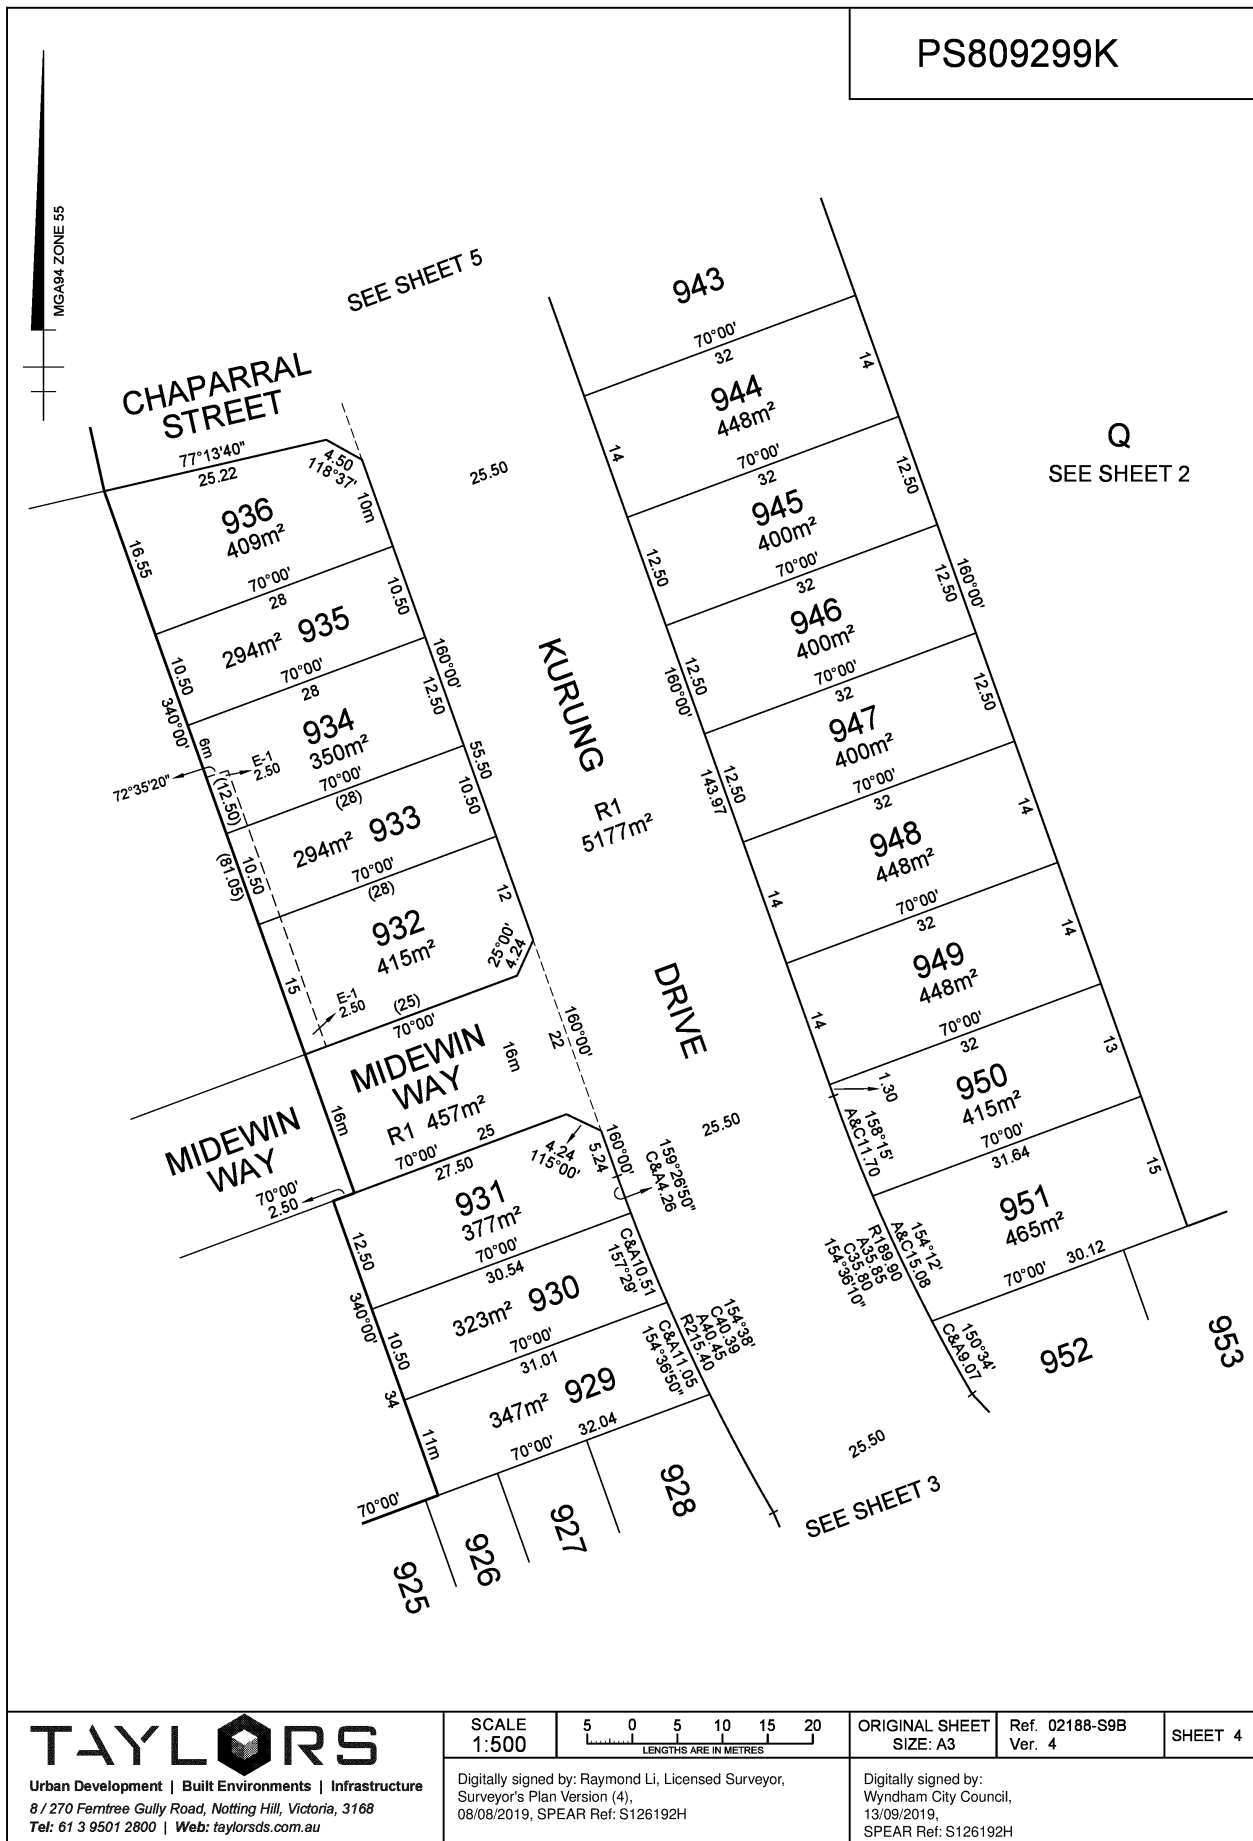 PS809299K
MGA94 ZONE 55
SEE SHEET 5
CHAPARRAL
STREET
77°13'40"
25.22
4.50
118°37'
10m
25.50
936
409m²
16.55
70°00'
28
10.50
294m² 935
10.50
70°00'
28
160°00'
12.50
340°00'
934
350m²
6m
E-1
2.50
72°35'20"
(12.50)
70°00'
(28)
55.50
10.50
294m² 933
(81.05)
10.50
70°00'
(28)
12
932
415m²
25°00'
4.24
15
E-1
2.50
(25)
70°00'
MIDEWIN
WAY
R1 457m²
16m
22
160°00'
16m
MIDEWIN
WAY
70°00'
2.50
70°00'
25
27.50
4.24
115°00'
5.24
160°00'
159°26'50"
C&A4.26
931
377m²
12.50
70°00'
30.54
C&A10.51
157°29'
323m² 930
340°00'
10.50
70°00'
31.01
C&A11.05
154°36'50"
154°38'
C40.39
A40.45
R215.40
34
347m² 929
11m
70°00'
32.04
70°00'
925
926
927
928
KURUNG
DRIVE
R1
5177m²
25.50
25.50
SEE SHEET 3
943
70°00'
32
14
944
448m²
14
70°00'
32
12.50
945
400m²
12.50
70°00'
32
160°00'
12.50
946
400m²
12.50
160°00'
70°00'
32
12.50
947
400m²
12.50
143.97
70°00'
32
14
948
448m²
14
70°00'
32
14
949
448m²
14
70°00'
32
13
1.30
950
415m²
158°15'
A&C11.70
70°00'
31.64
15
951
465m²
154°12'
A&C15.08
R189.90
A35.85
C35.80
154°36'10"
70°00'
30.12
150°34'
C&A9.07
952
953
Q
SEE SHEET 2
TAYLORS
Urban Development | Built Environments | Infrastructure
8 / 270 Ferntree Gully Road, Notting Hill, Victoria, 3168
Tel: 61 3 9501 2800 | Web: taylorsds.com.au
SCALE
1:500
5 0 5 10 15 20
LENGTHS ARE IN METRES
ORIGINAL SHEET
SIZE: A3
Ref. 02188-S9B
Ver. 4
SHEET 4
Digitally signed by: Raymond Li, Licensed Surveyor,
Surveyor's Plan Version (4),
08/08/2019, SPEAR Ref: S126192H
Digitally signed by:
Wyndham City Council,
13/09/2019,
SPEAR Ref: S126192H